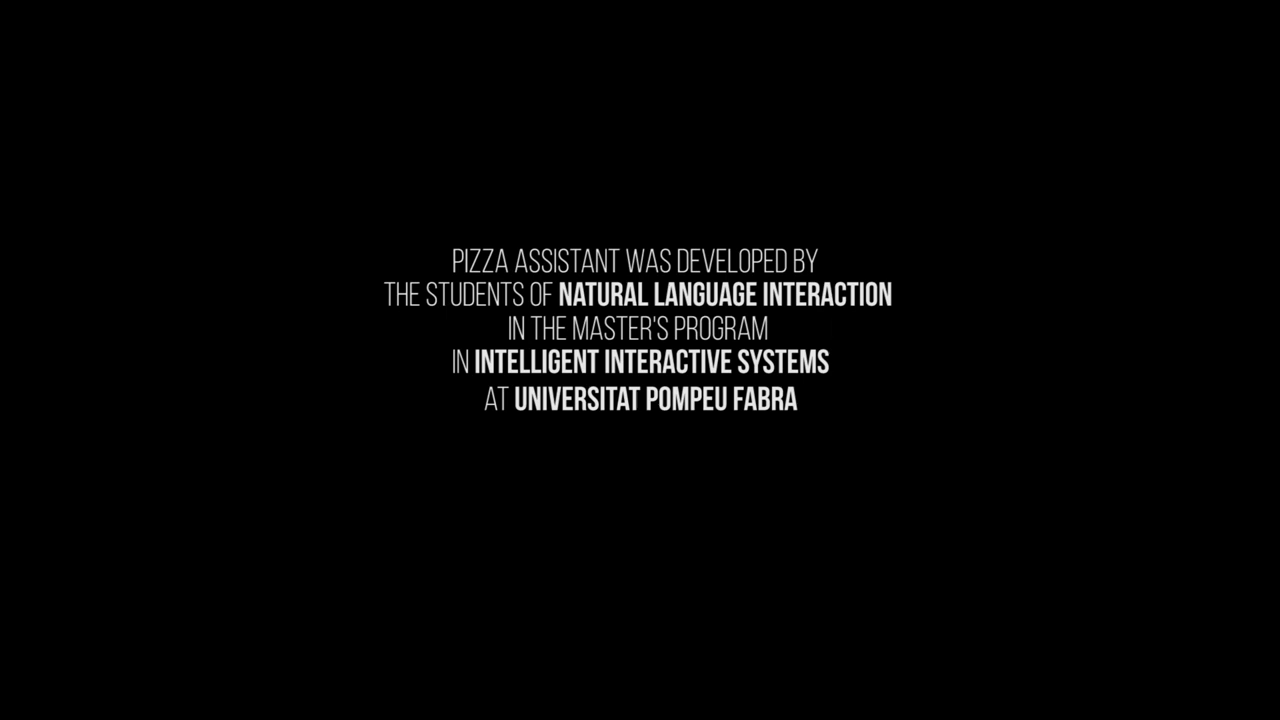 PIZZA ASSISTANT WAS DEVELOPED BY
THE STUDENTS OF NATURAL LANGUAGE INTERACTION
IN THE MASTER'S PROGRAM
IN INTELLIGENT INTERACTIVE SYSTEMS
AT UNIVERSITAT POMPEU FABRA